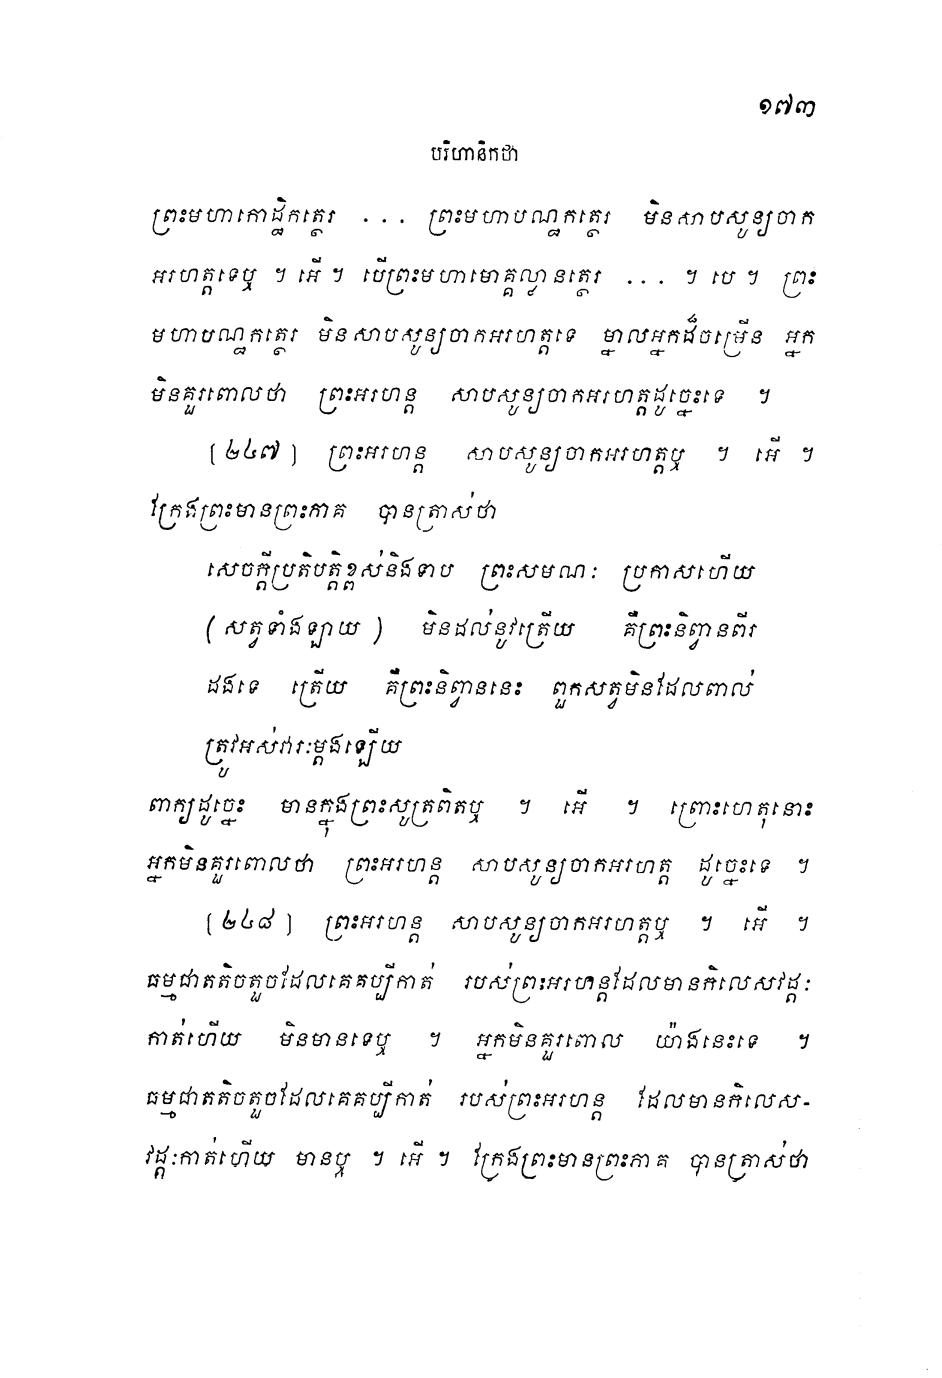 ១៧៣
បរិហានិកថា
ព្រះមហាកោដ្ឋិកត្ថេរ ... ព្រះមហាបណ្ឋកត្ថេរ មិនសាបសូន្យចាក
អរហត្តទេឬ ។ អើ ។ បើព្រះមហាមោគ្គល្លានត្ថេរ ... ។ បេ ។ ព្រះ
មហាបណ្ឋកត្ថេរ មិនសាបសូន្យចាកអរហត្តទេ ម្នាលអ្នកដ៏ចម្រើន អ្នក
មិនគួរពោលថា ព្រះអរហន្ត សាបសូន្យចាកអរហត្តដូច្នេះទេ ។
[២៤៧] ព្រះអរហន្ត សាបសូន្យចាកអរហត្តឬ ។ អើ ។
ក្រែងព្រះមានព្រះភាគ បានត្រាស់ថា
សេចក្តីប្រតិបត្តិខ្ពស់និងទាប ព្រះសមណៈ ប្រកាសហើយ
(សត្វទាំងឡាយ) មិនដល់នូវត្រើយ គឺព្រះនិព្វានពីរ
ដងទេ ត្រើយ គឺព្រះនិព្វាននេះ ពួកសត្វមិនដែលពាល់
ត្រូវអស់វារៈម្តងឡើយ
ពាក្យដូច្នេះ មានក្នុងព្រះសូត្រពិតឬ ។ អើ ។ ព្រោះហេតុនោះ
អ្នកមិនគួរពោលថា ព្រះអរហន្ត សាបសូន្យចាកអរហត្ត ដូច្នេះទេ ។
[២៤៨] ព្រះអរហន្ត សាបសូន្យចាកអរហត្តឬ ។ អើ ។
ធម្មជាតតិចតួចដែលគេគប្បីកាត់ របស់ព្រះអរហន្តដែលមានកិលេសវដ្តៈ
កាត់ហើយ មិនមានទេឬ ។ អ្នកមិនគួរពោល យ៉ាងនេះទេ ។
ធម្មជាតតិចតួចដែលគេគប្បីកាត់ របស់ព្រះអរហន្ត ដែលមានកិលេស-
វដ្តៈកាត់ហើយ មានឬ ។ អើ ។ ក្រែងព្រះមានព្រះភាគ បានត្រាស់ថា